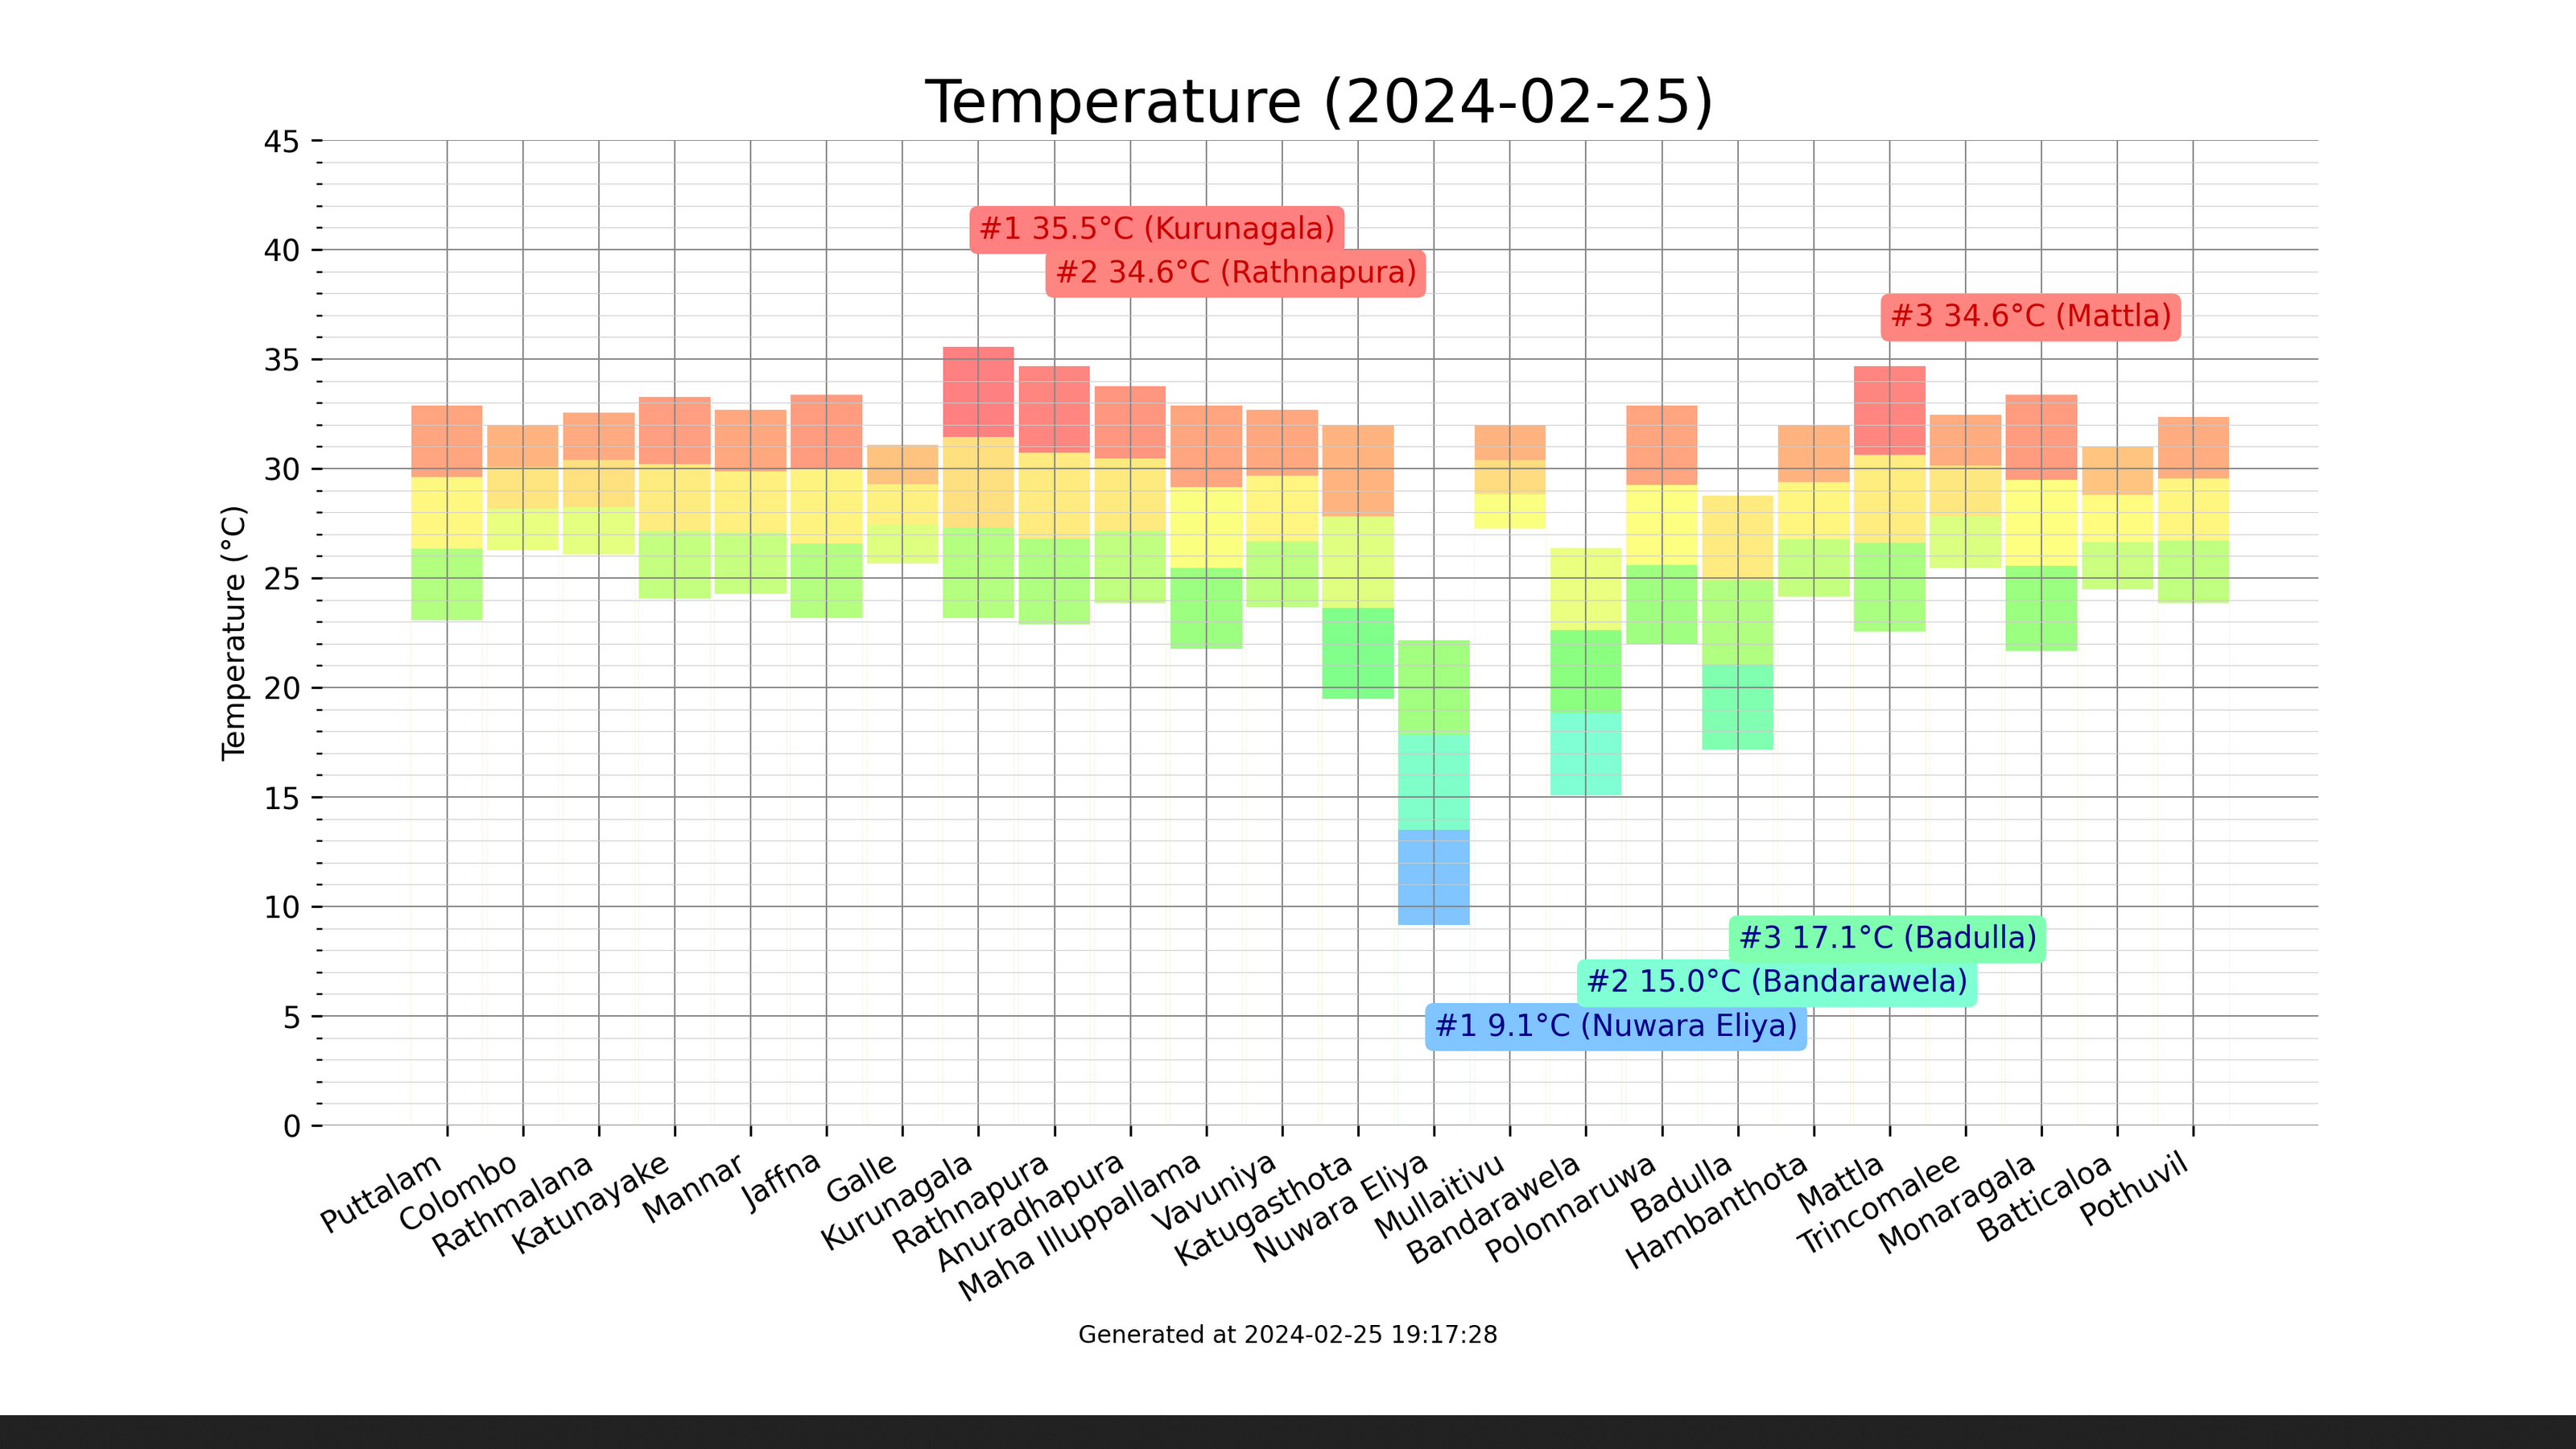 Temperature (2024-02-25)
45
40
35
30
25
20
15
10
5
0
Temperature (°C)
#1 35.5°C (Kurunagala)
#2 34.6°C (Rathnapura)
#3 34.6°C (Mattla)
#3 17.1°C (Badulla)
#2 15.0°C (Bandarawela)
#1 9.1°C (Nuwara Eliya)
Puttalam
Colombo
Rathmalana
Katunayake
Mannar
Jaffna
Galle
Kurunagala
Rathnapura
Anuradhapura
Maha Illuppallama
Vavuniya
Katugasthota
Nuwara Eliya
Mullaitivu
Bandarawela
Polonnaruwa
Badulla
Hambanthota
Mattla
Trincomalee
Monaragala
Batticaloa
Pothuvil
Generated at 2024-02-25 19:17:28